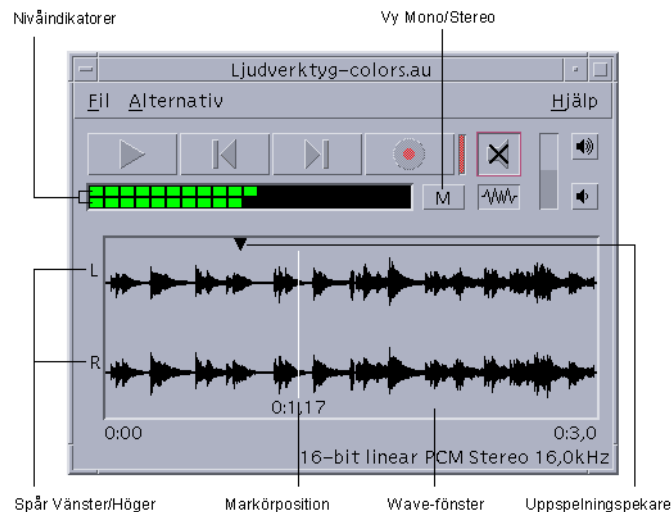 Nivåindikatorer
Vy Mono/Stereo
Ljudverktyg-colors.au
Fil Alternativ Hjälp
M
L
R
0:1,17
0:00 0:3,0
16-bit linear PCM Stereo 16,0kHz
Spår Vänster/Höger Markörposition Wave-fönster Uppspelningspekare